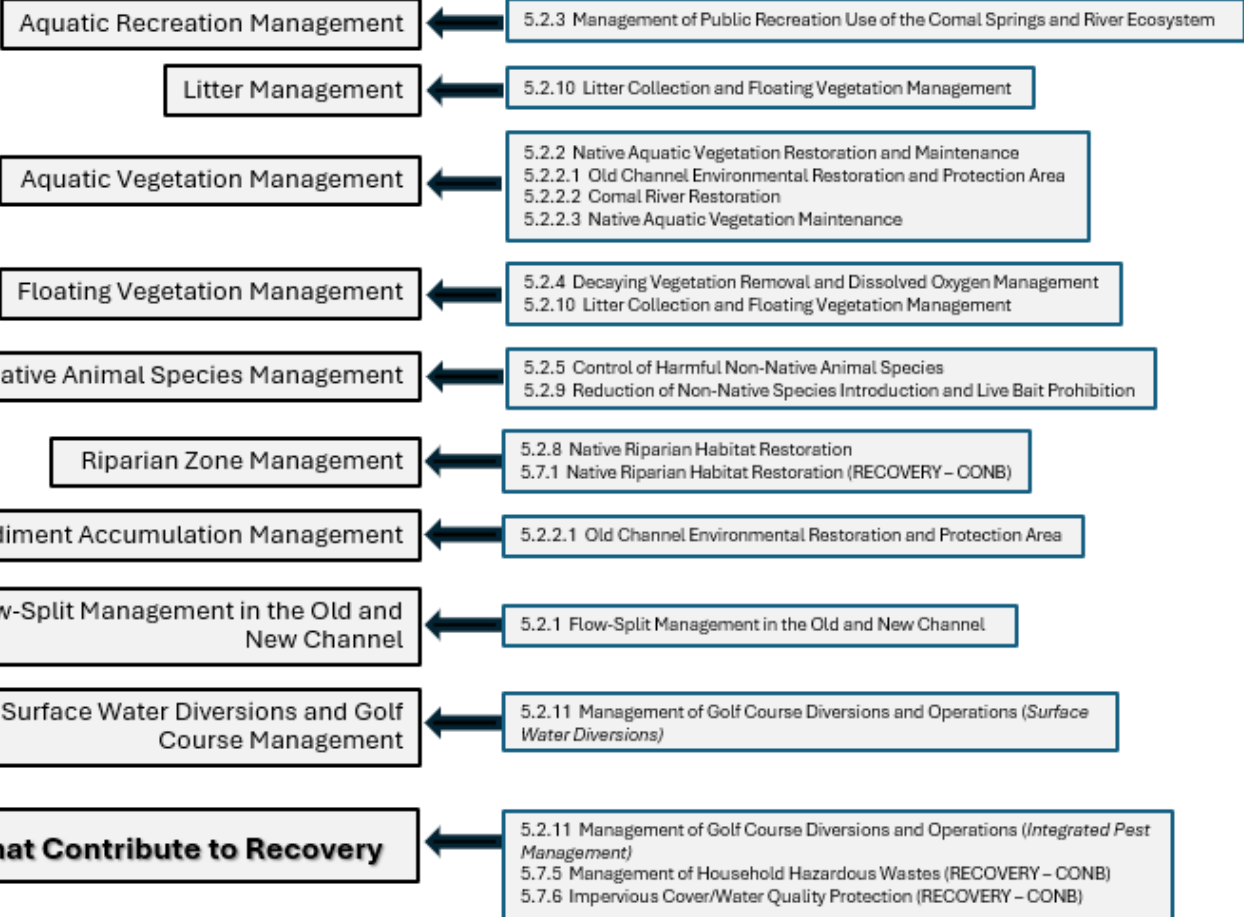 Aquatic Recreation Management
5.2.3 Management of Public Recreation Use of the Comal Springs and River Ecosystem
Litter Management
5.2.10 Litter Collection and Floating Vegetation Management
Aquatic Vegetation Management
5.2.2 Native Aquatic Vegetation Restoration and Maintenance
5.2.2.1 Old Channel Environmental Restoration and Protection Area
5.2.2.2 Comal River Restoration
5.2.2.3 Native Aquatic Vegetation Maintenance
Floating Vegetation Management
5.2.4 Decaying Vegetation Removal and Dissolved Oxygen Management
5.2.10 Litter Collection and Floating Vegetation Management
ative Animal Species Management
5.2.5 Control of Harmful Non-Native Animal Species
5.2.9 Reduction of Non-Native Species Introduction and Live Bait Prohibition
Riparian Zone Management
5.2.8 Native Riparian Habitat Restoration
5.7.1 Native Riparian Habitat Restoration (RECOVERY – CONB)
diment Accumulation Management
5.2.2.1 Old Channel Environmental Restoration and Protection Area
w-Split Management in the Old and
New Channel
5.2.1 Flow-Split Management in the Old and New Channel
Surface Water Diversions and Golf
Course Management
5.2.11 Management of Golf Course Diversions and Operations (Surface
Water Diversions)
hat Contribute to Recovery
5.2.11 Management of Golf Course Diversions and Operations (Integrated Pest
Management)
5.7.5 Management of Household Hazardous Wastes (RECOVERY – CONB)
5.7.6 Impervious Cover/Water Quality Protection (RECOVERY – CONB)